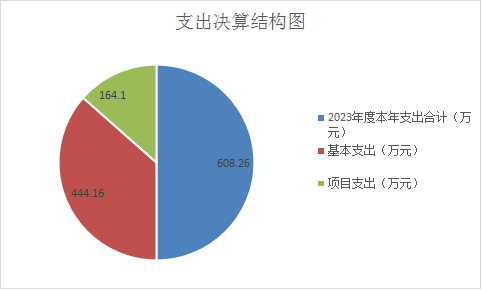 支出决算结构图
164.1
608.26
444.16
2023年度本年支出合计（万
元）
基本支出（万元）
项目支出（万元）